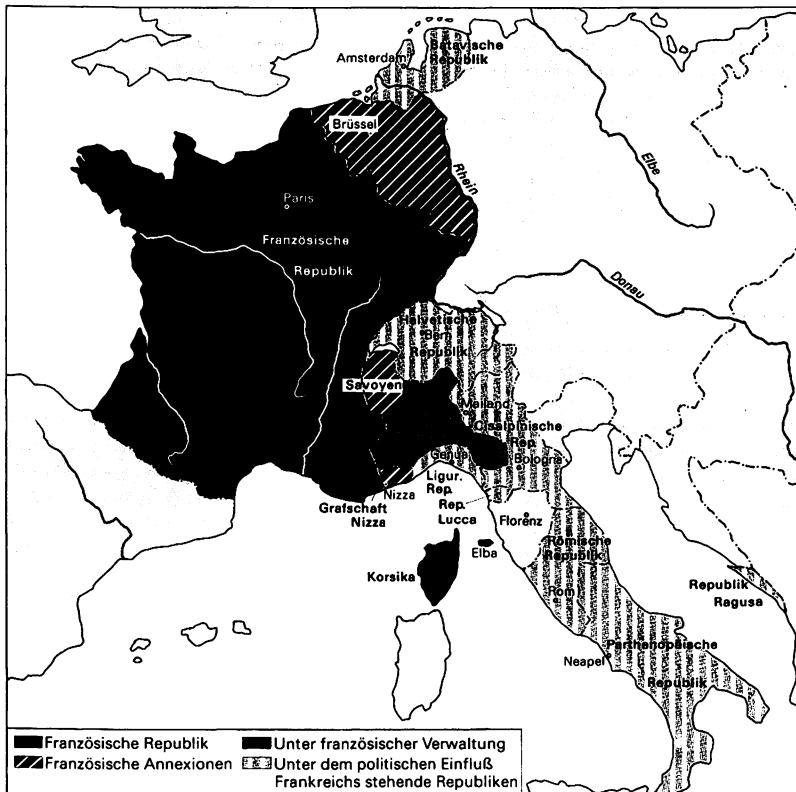 Batavische
Republik
Amsterdam
Brüssel
Rhein
Elbe
Paris
Französische
Republik
Donau
Helvetische
Bern
Republik
Savoyen
Mailand
Cisalpinische
Rep.
Bologna
Genua
Ligur.
Rep.
Nizza
Grafschaft
Nizza
Rep.
Lucca
Florenz
Elba
Römische
Republik
Korsika
Rom
Republik
Ragusa
Parthenopäische
Neapel
Republik
Französische Republik
Unter französischer Verwaltung
Französische Annexionen
Unter dem politischen Einfluß
Frankreichs stehende Republiken